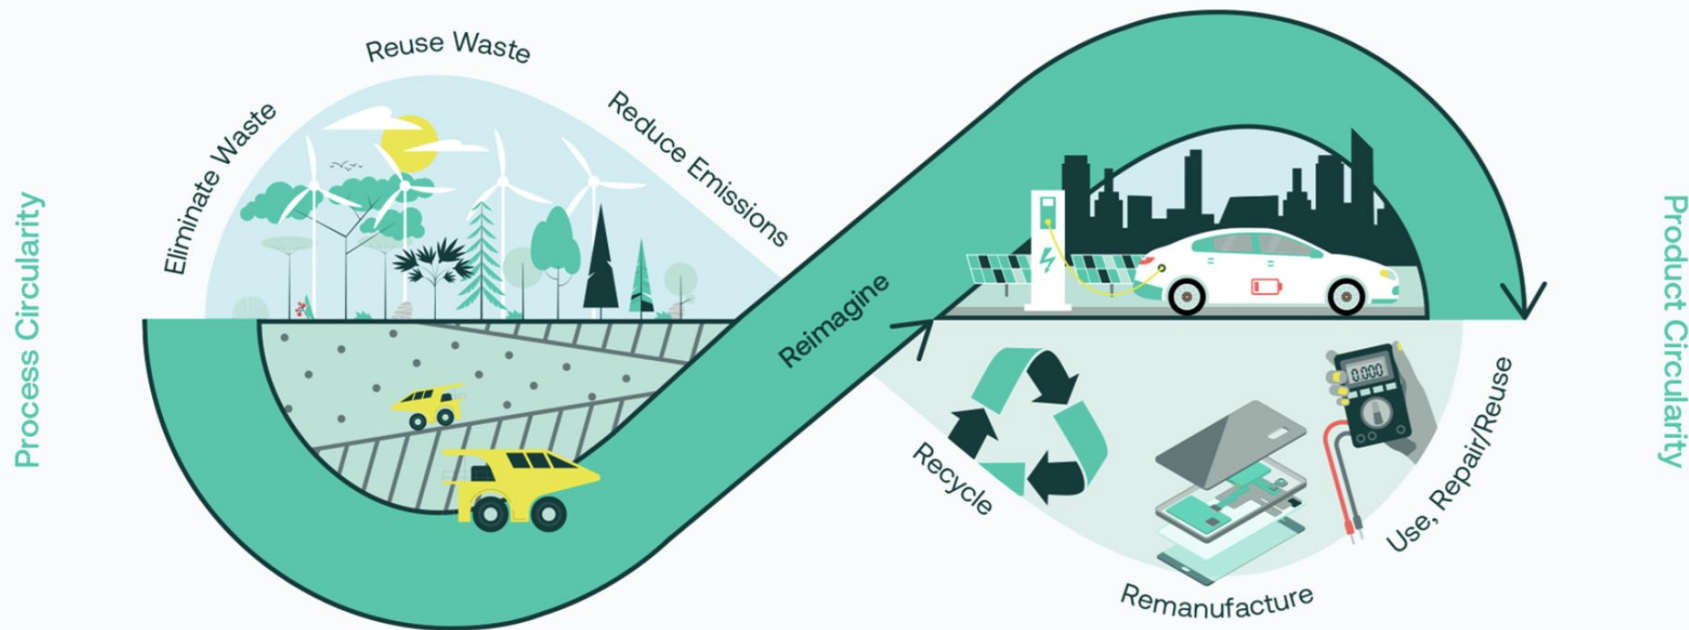 Process Circularity
Eliminate Waste
Reuse Waste
Reduce Emissions
Reimagine
Recycle
Remanufacture
Use, Repair/Reuse
0.000
Product Circularity